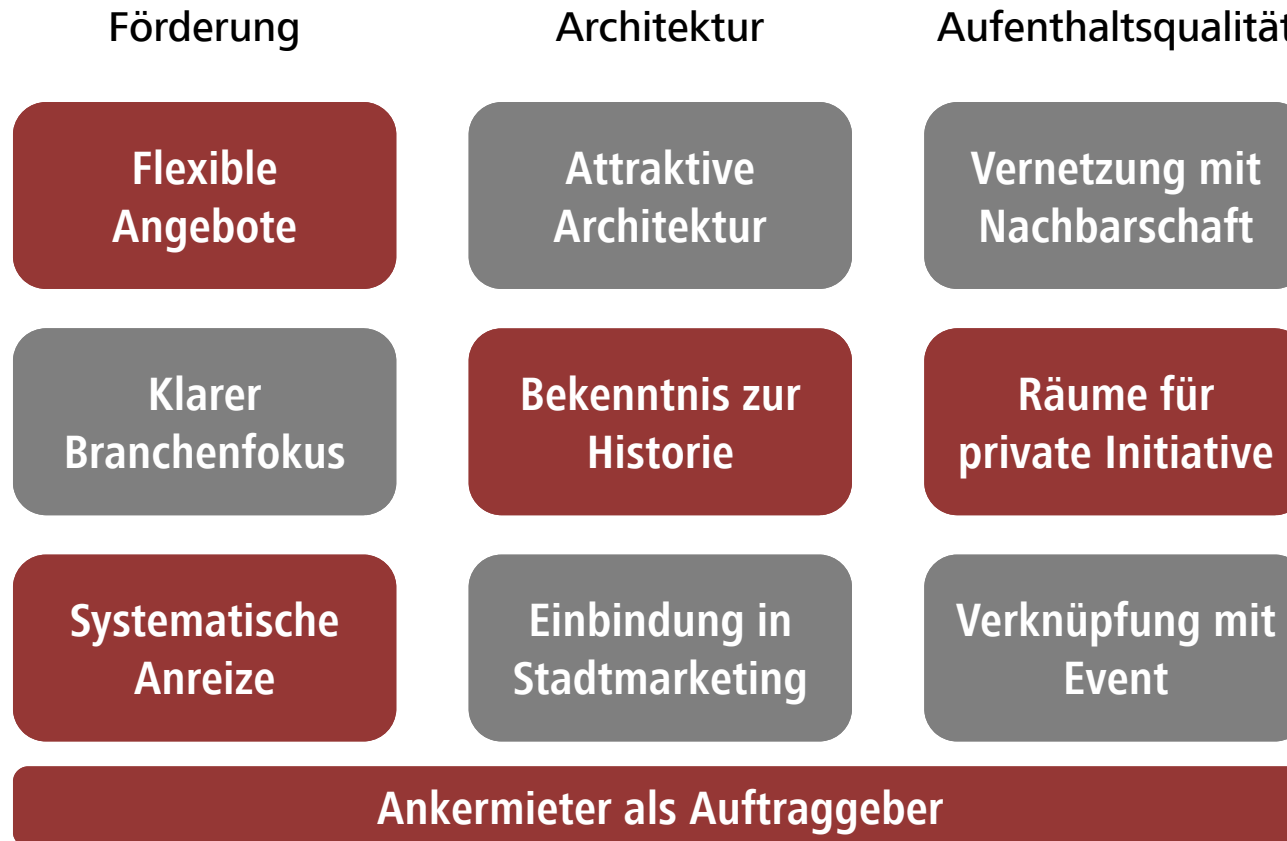 Förderung
Architektur
Aufenthaltsqualität
Flexible
Angebote
Attraktive
Architektur
Vernetzung mit
Nachbarschaft
Klarer
Branchenfokus
Bekenntnis zur
Historie
Räume für
private Initiative
Systematische
Anreize
Einbindung in
Stadtmarketing
Verknüpfung mit
Event
Ankermieter als Auftraggeber